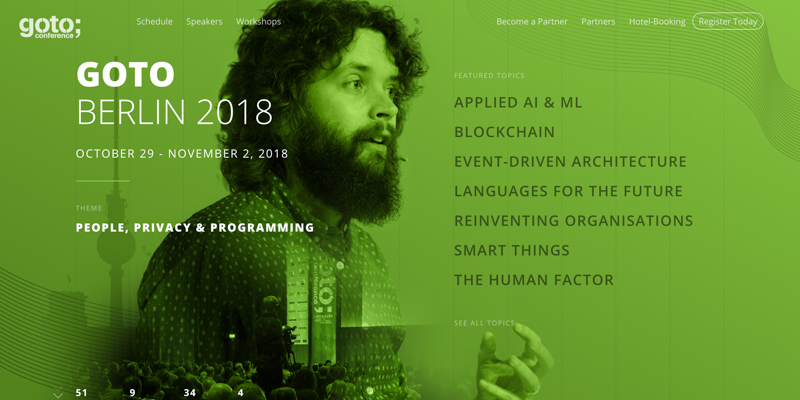 goto;
conference
Schedule
Speakers
Workshops
Become a Partner
Partners
Hotel-Booking
Register Today
GOTO
BERLIN 2018
OCTOBER 29 - NOVEMBER 2, 2018
THEME
PEOPLE, PRIVACY & PROGRAMMING
FEATURED TOPICS
APPLIED AI & ML
BLOCKCHAIN
EVENT-DRIVEN ARCHITECTURE
LANGUAGES FOR THE FUTURE
REINVENTING ORGANISATIONS
SMART THINGS
THE HUMAN FACTOR
SEE ALL TOPICS
51
9
34
4